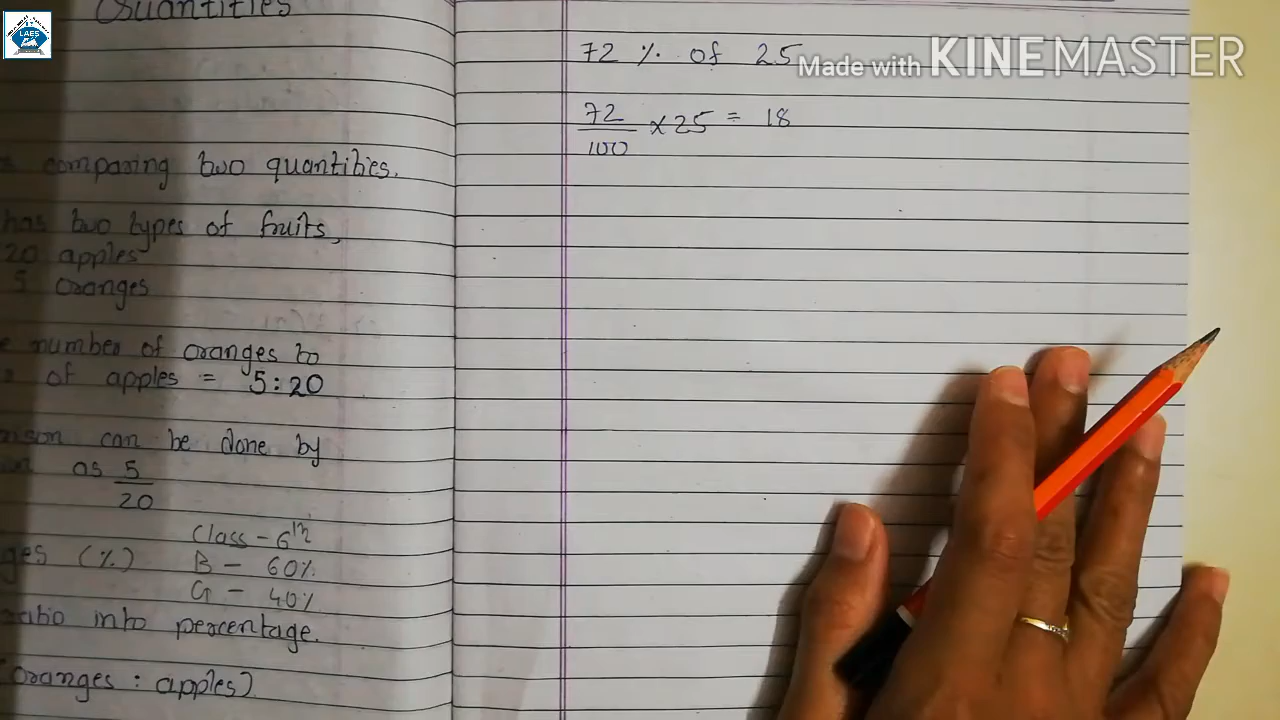 Quantities
comparing two quantities.
has two types of fruits,
20 apples
5 oranges
number of oranges to
of apples = 5:20
can be done by
as 5/20
Class - 6th
(%) B - 60%
G - 40%
ratio into percentage.
(oranges : apples)
72 % of 25
72/100 × 25 = 18
Made with KINEMASTER
LAES